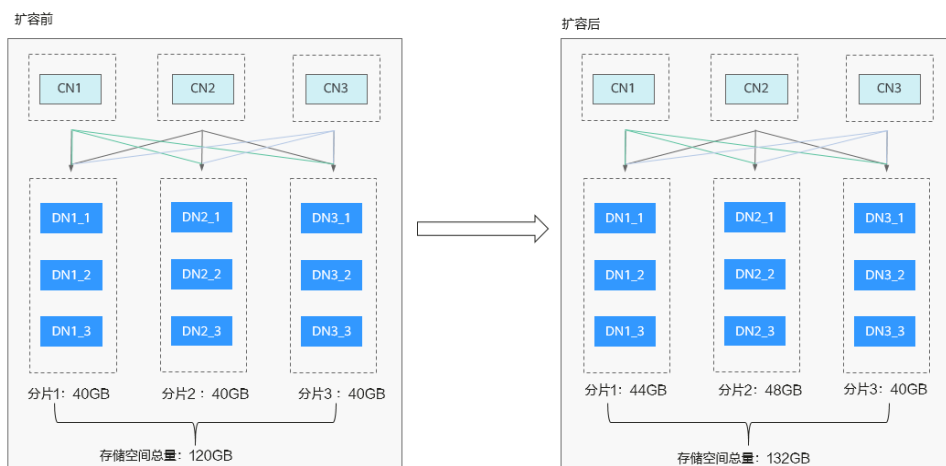 扩容前
CN1
CN2
CN3
DN1_1
DN2_1
DN3_1
DN1_2
DN2_2
DN3_2
DN1_3
DN2_3
DN3_3
分片1：40GB
分片2 ：40GB
分片3 ：40GB
存储空间总量：120GB
扩容后
CN1
CN2
CN3
DN1_1
DN2_1
DN3_1
DN1_2
DN2_2
DN3_2
DN1_3
DN2_3
DN3_3
分片1：44GB
分片2：48GB
分片3：40GB
存储空间总量：132GB